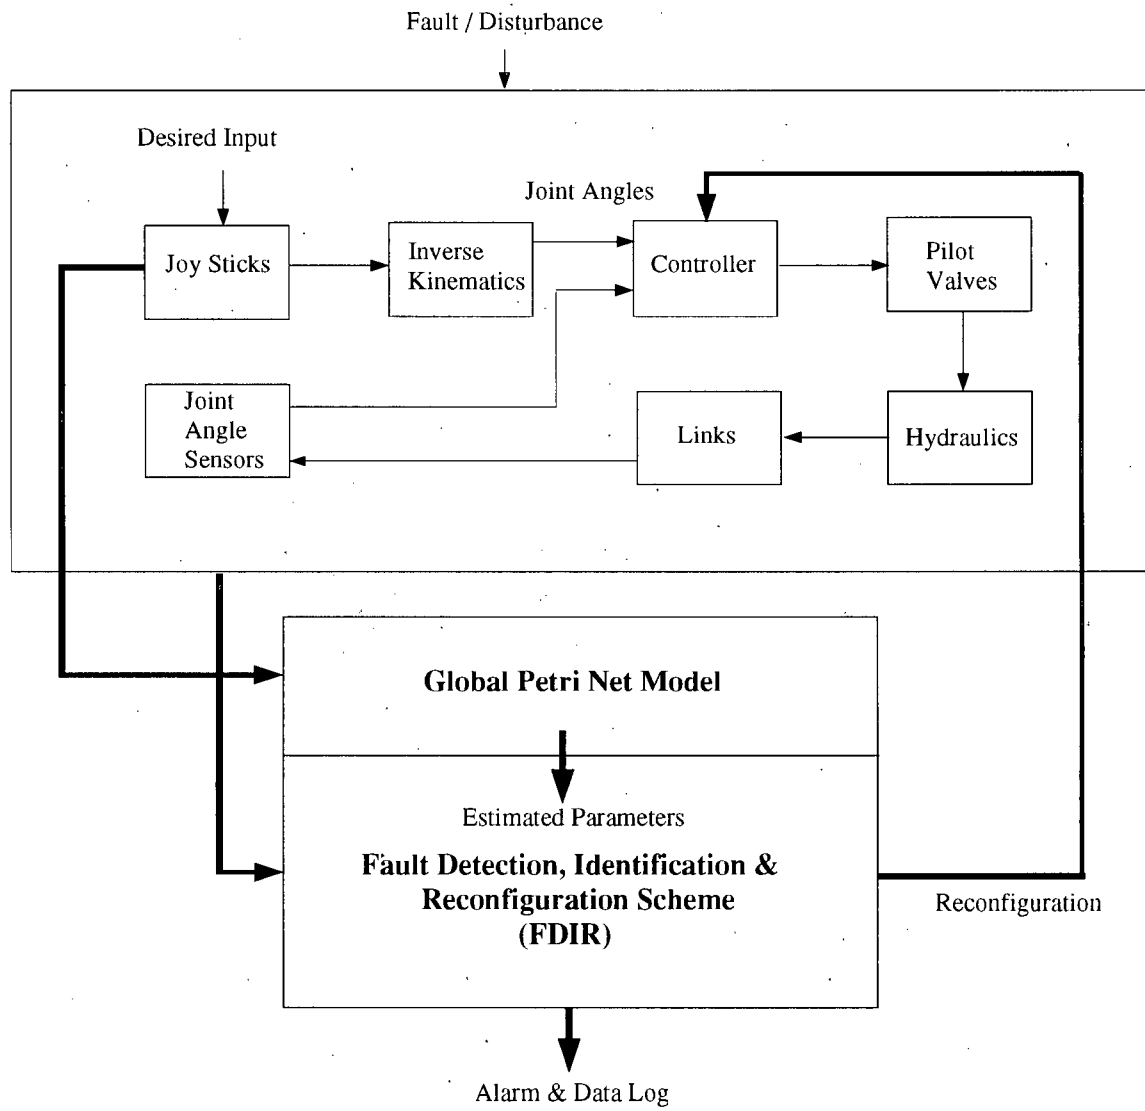 Fault / Disturbance
Desired Input
Joint Angles
Joy Sticks
Inverse
Kinematics
Controller
Pilot
Valves
Joint
Angle
Sensors
Links
Hydraulics
Global Petri Net Model
Estimated Parameters
Fault Detection, Identification &
Reconfiguration Scheme
(FDIR)
Reconfiguration
Alarm & Data Log